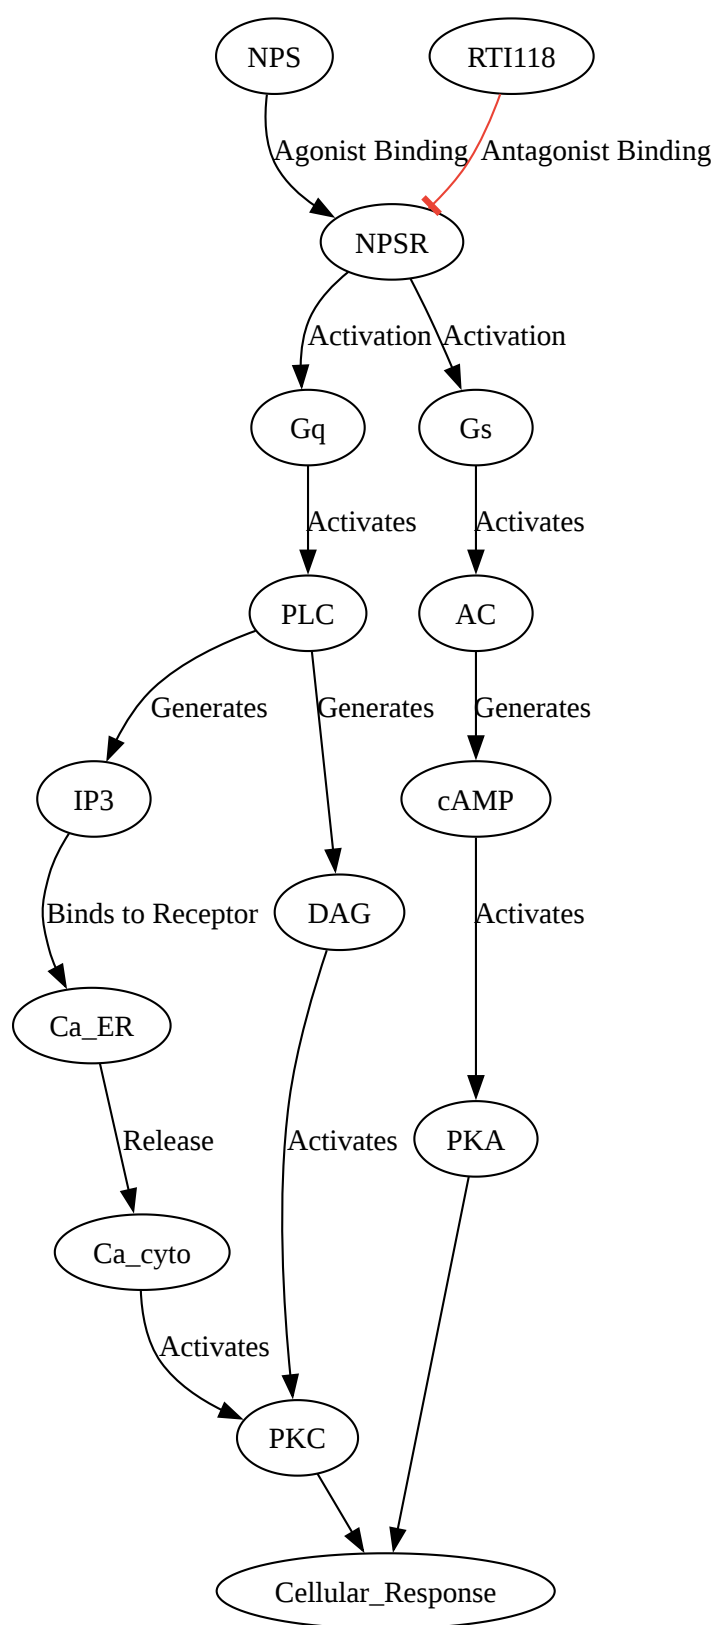 NPS
RTI118
Agonist Binding
Antagonist Binding
NPSR
Activation
Activation
Gq
Gs
Activates
Activates
PLC
AC
Generates
Generates
Generates
IP3
cAMP
Binds to Receptor
DAG
Activates
Ca_ER
Release
Activates
PKA
Ca_cyto
Activates
PKC
Cellular_Response